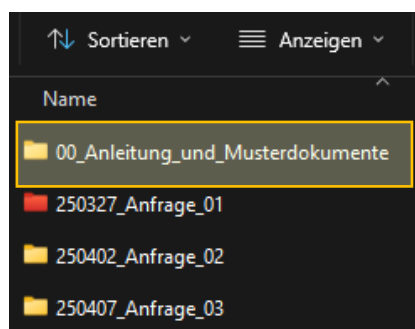 Sortieren Anzeigen
Name
00_Anleitung_und_Musterdokumente
250327_Anfrage_01
250402_Anfrage_02
250407_Anfrage_03